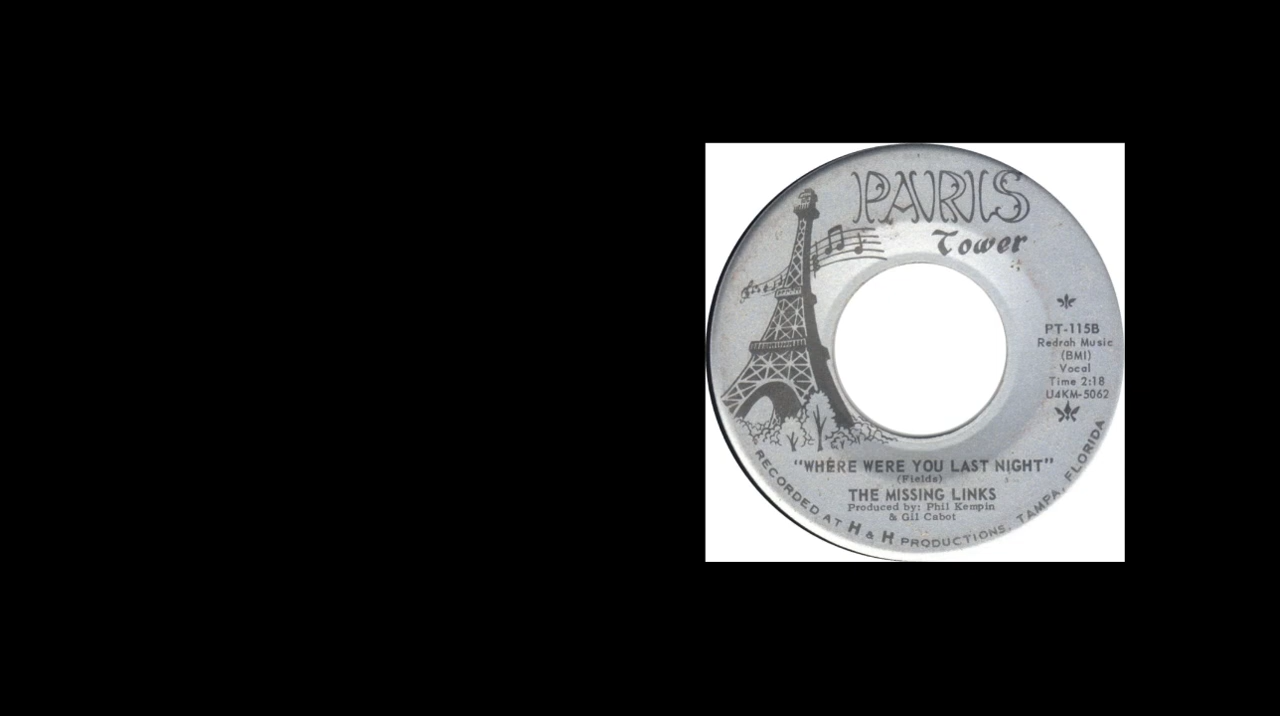 PARIS
Tower
PT-115B
Redrah Music
(BMI)
Vocal
Time 2:18
U4KM-5062
"WHERE WERE YOU LAST NIGHT"
(Fields)
THE MISSING LINKS
Produced by: Phil Kempin
& Gil Cabot
RECORDED AT H & H PRODUCTIONS, TAMPA, FLORIDA